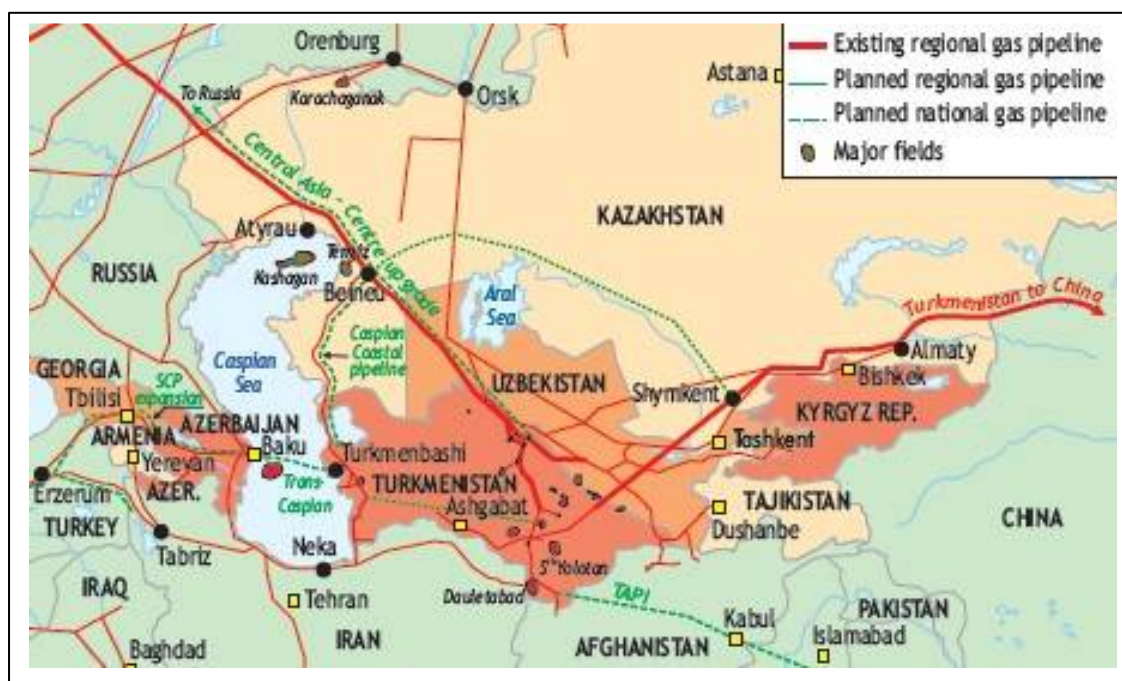 Existing regional gas pipeline
Planned regional gas pipeline
Planned national gas pipeline
Major fields
Orenburg
Astana
Karachaganak
Orsk
To Russia
Central Asia - Centre upgrade
KAZAKHSTAN
Atyrau
Temliz
RUSSIA
Kashagan
Beineu
Aral
Sea
Turkmenistan to China
Caspian
Coastal
pipeline
Caspian
Sea
Almaty
GEORGIA
Tbilisi
SCP
expansion
UZBEKISTAN
Shymkent
Bishkek
KYRGYZ REP.
AZERBAIJAN
ARMENIA
Baku
Tashkent
Yerevan
Turkmenbashi
AZER.
Trans-
Caspian
TURKMENISTAN
Erzerum
Ashgabat
TAJIKISTAN
Dushanbe
CHINA
TURKEY
Tabriz
Neka
Sth Yolotan
IRAQ
Dauletabad
TAPI
Tehran
IRAN
Kabul
PAKISTAN
AFGHANISTAN
Islamabad
Baghdad